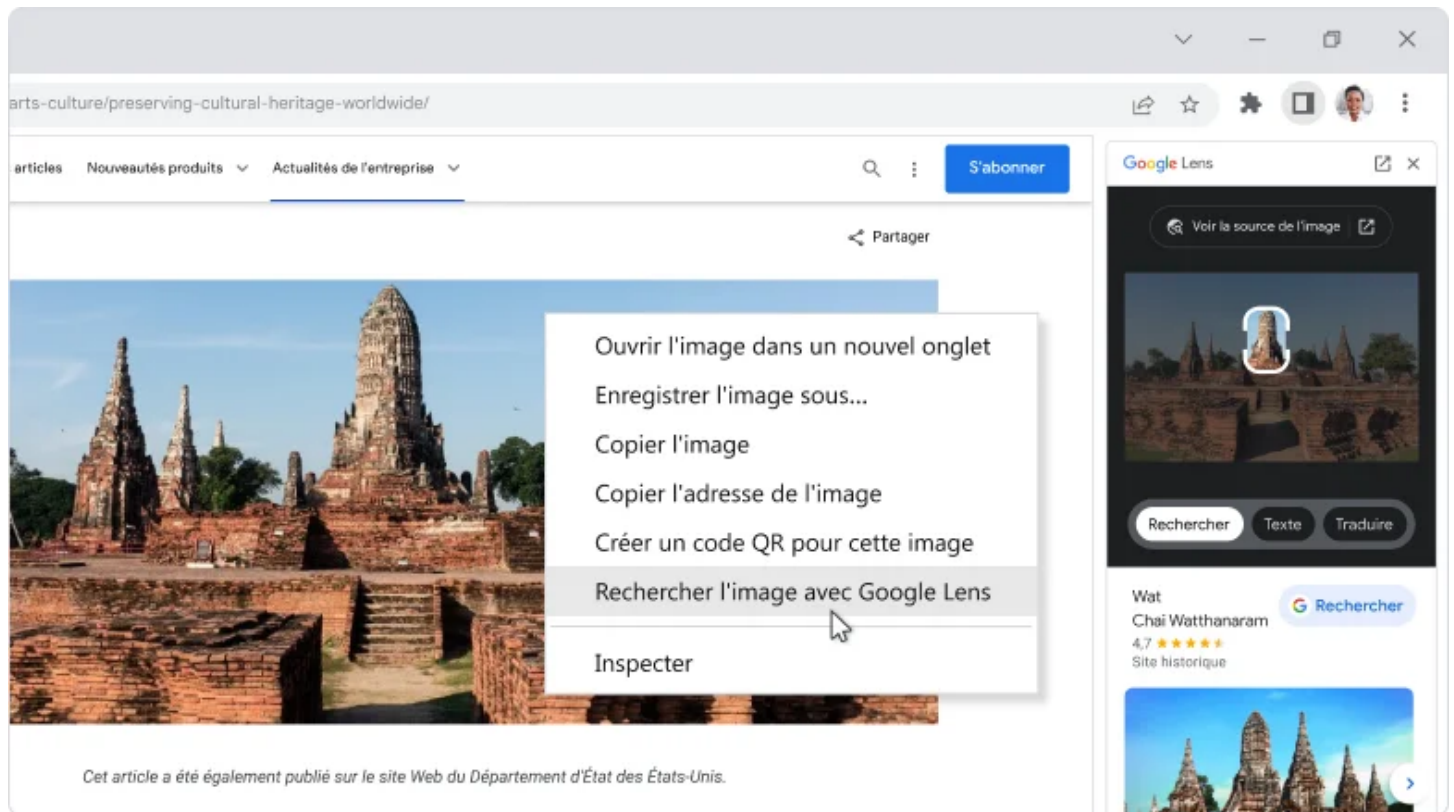 arts-culture/preserving-cultural-heritage-worldwide/
articles Nouveautés produits Actualités de l'entreprise S'abonner
Partager
Ouvrir l'image dans un nouvel onglet
Enregistrer l'image sous...
Copier l'image
Copier l'adresse de l'image
Créer un code QR pour cette image
Rechercher l'image avec Google Lens
Inspecter
Cet article a été également publié sur le site Web du Département d'État des États-Unis.
Google Lens
Voir la source de l'image
Rechercher Texte Traduire
Wat
Chai Watthanaram
4,7
Site historique
G Rechercher